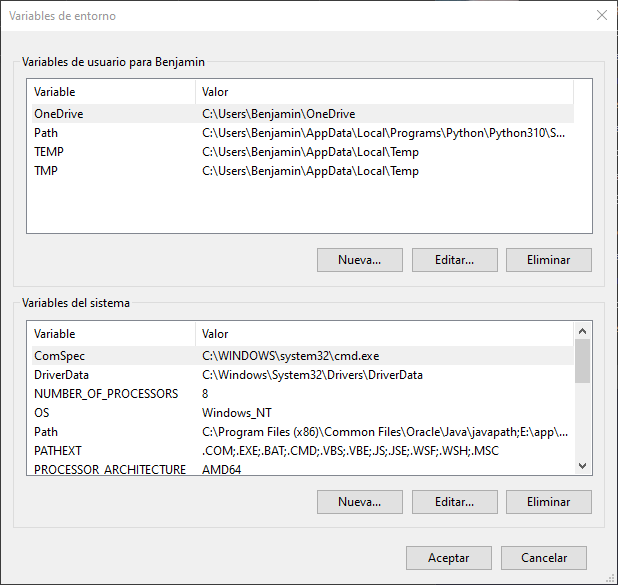 Variables de entorno
Variables de usuario para Benjamin
Variable Valor
OneDrive C:\Users\Benjamin\OneDrive
Path C:\Users\Benjamin\AppData\Local\Programs\Python\Python310\S...
TEMP C:\Users\Benjamin\AppData\Local\Temp
TMP C:\Users\Benjamin\AppData\Local\Temp
Nueva... Editar... Eliminar
Variables del sistema
Variable Valor
ComSpec C:\WINDOWS\system32\cmd.exe
DriverData C:\Windows\System32\Drivers\DriverData
NUMBER_OF_PROCESSORS 8
OS Windows_NT
Path C:\Program Files (x86)\Common Files\Oracle\Java\javapath;E:\app\...
PATHEXT .COM;.EXE;.BAT;.CMD;.VBS;.VBE;.JS;.JSE;.WSF;.WSH;.MSC
PROCESSOR_ARCHITECTURE AMD64
Nueva... Editar... Eliminar
Aceptar Cancelar